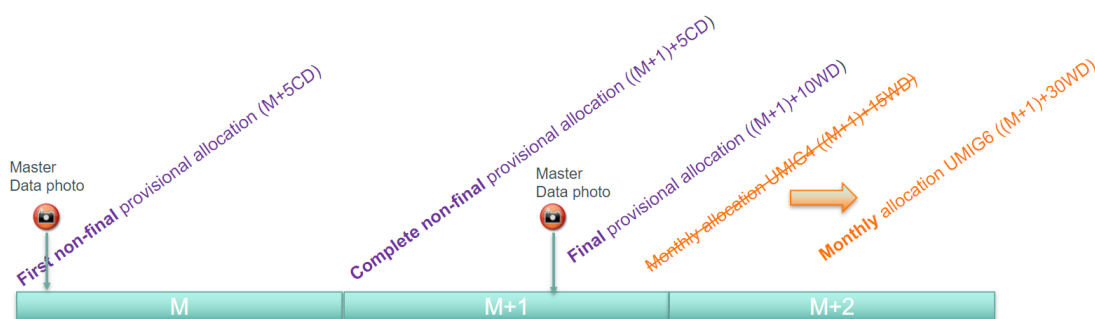 First non-final provisional allocation (M+5CD)
Complete non-final provisional allocation ((M+1)+5CD)
Final provisional allocation ((M+1)+10WD)
Monthly allocation UMIG4 ((M+1)+15WD)
Monthly allocation UMIG6 ((M+1)+30WD)
Master
Data photo
Master
Data photo
M
M+1
M+2